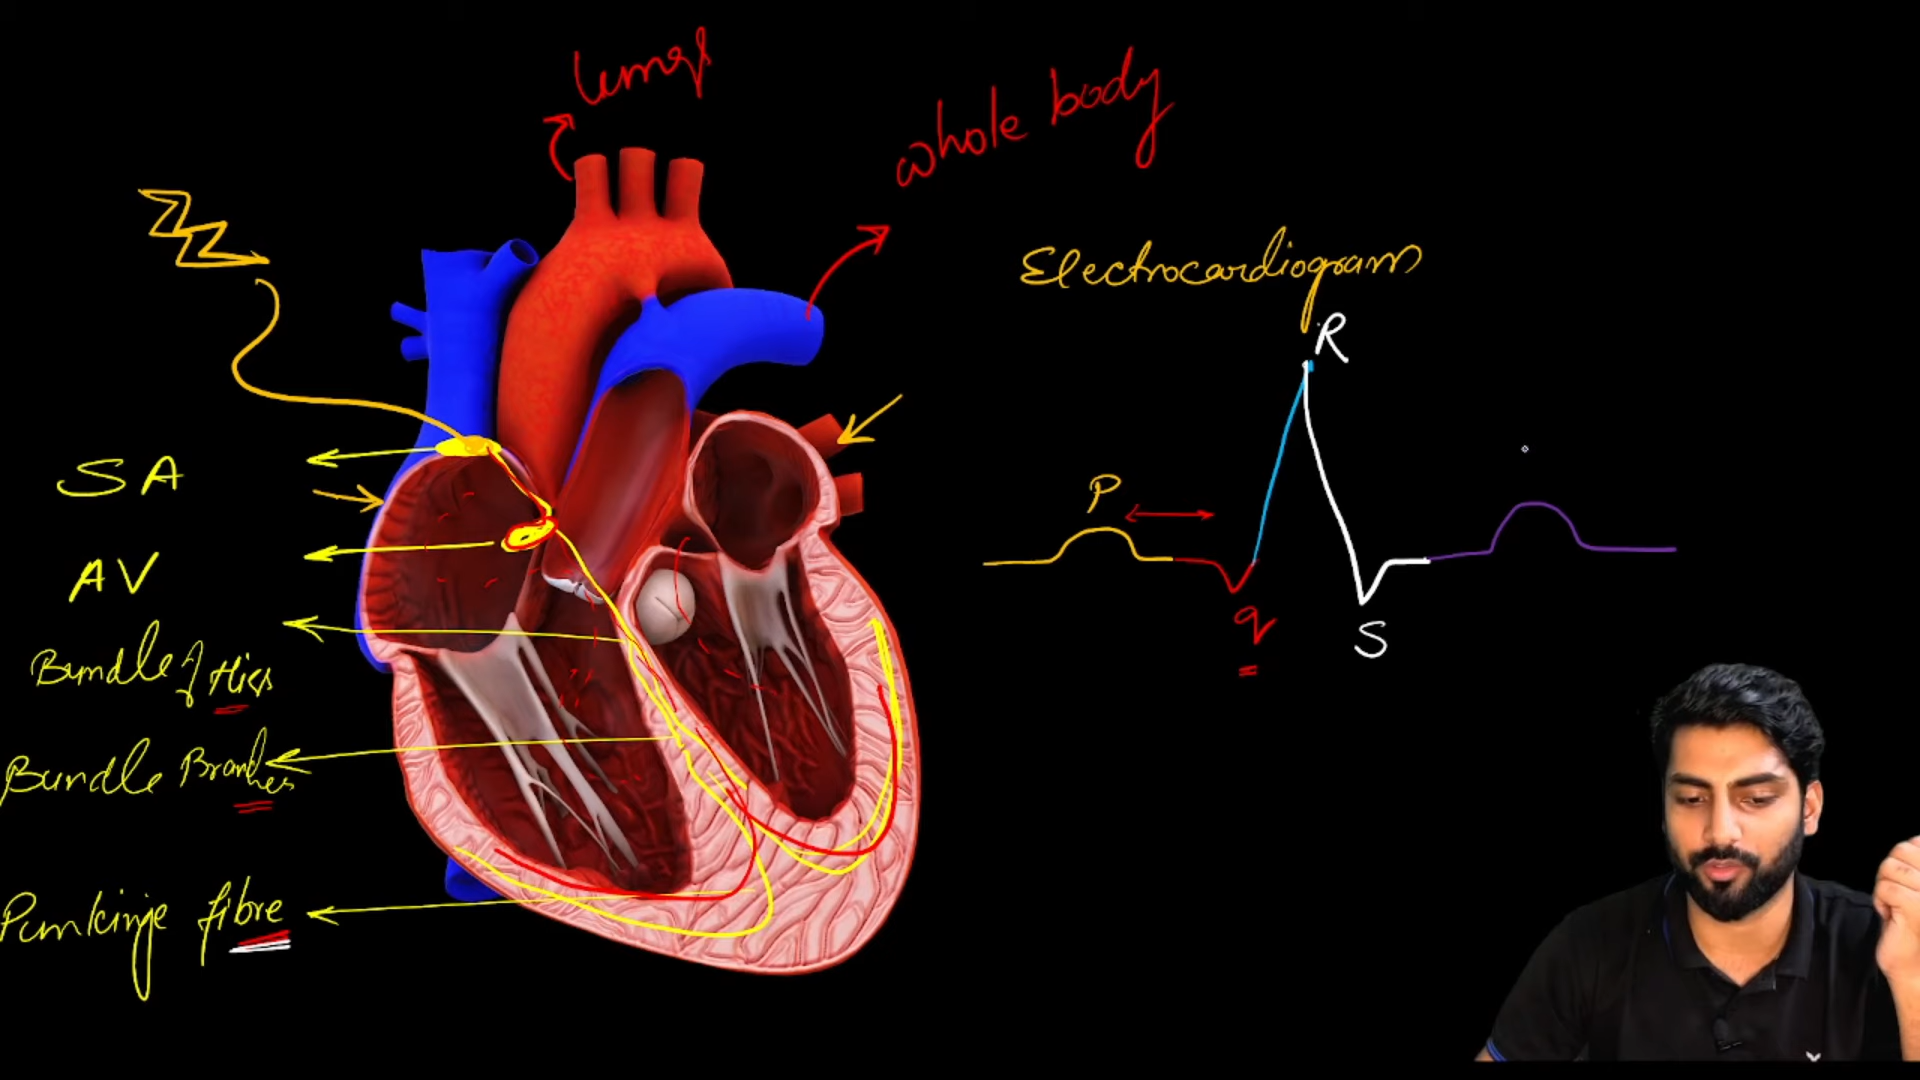 lungs
whole body
Electrocardiogram
R
SA
P
AV
q
S
Bundle of His
Bundle Branches
Purkinje fibre